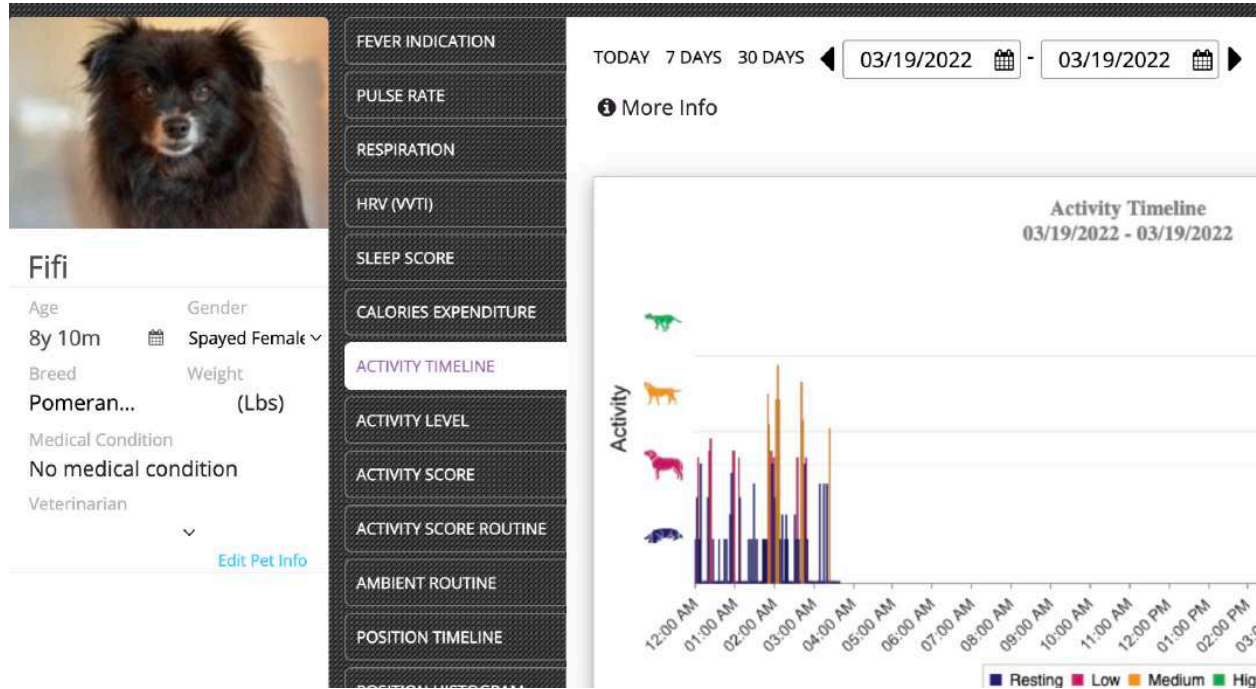 Fifi
Age Gender
8y 10m Spayed Female
Breed Weight
Pomeran... (Lbs)
Medical Condition
No medical condition
Veterinarian
Edit Pet Info
FEVER INDICATION
PULSE RATE
RESPIRATION
HRV (VVTI)
SLEEP SCORE
CALORIES EXPENDITURE
ACTIVITY TIMELINE
ACTIVITY LEVEL
ACTIVITY SCORE
ACTIVITY SCORE ROUTINE
AMBIENT ROUTINE
POSITION TIMELINE
POSITION HISTOGRAM
TODAY 7 DAYS 30 DAYS 03/19/2022 - 03/19/2022
More Info
Activity Timeline
03/19/2022 - 03/19/2022
Activity
12:00 AM 01:00 AM 02:00 AM 03:00 AM 04:00 AM 05:00 AM 06:00 AM 07:00 AM 08:00 AM 09:00 AM 10:00 AM 11:00 AM 12:00 PM 01:00 PM 02:00 PM
Resting Low Medium Hig